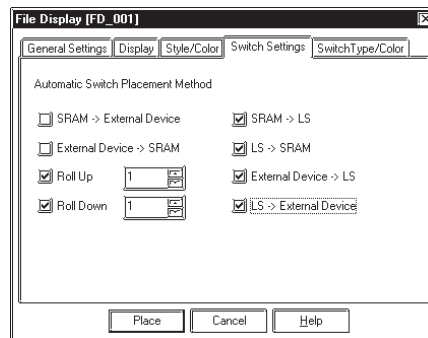 File Display [FD_001]
General Settings Display Style/Color Switch Settings SwitchType/Color
Automatic Switch Placement Method
SRAM -> External Device SRAM -> LS
External Device -> SRAM LS -> SRAM
Roll Up 1 External Device -> LS
Roll Down 1 LS -> External Device
Place Cancel Help